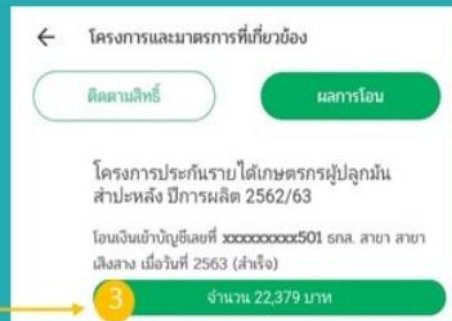 ← โครงการและมาตรการที่เกี่ยวข้อง
ติดตามสิทธิ์ ผลการโอน
โครงการประกันรายได้เกษตรกรผู้ปลูกมัน
สำปะหลัง ปีการผลิต 2562/63
โอนเงินเข้าบัญชีเลขที่ xxxxxxxxx501 ธกส. สาขา สาขา
เสิงสาง เมื่อวันที่ 2563 (สำเร็จ)
3 จำนวน 22,379 บาท